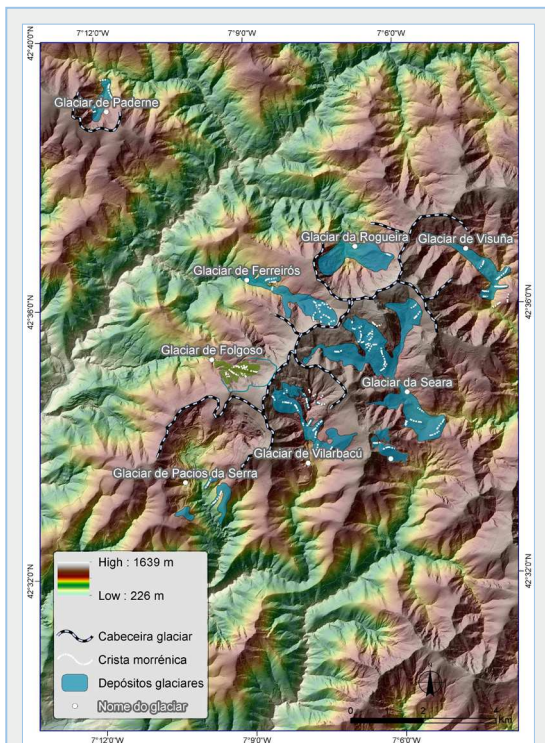 7°12'0"W 7°9'0"W 7°6'0"W
42°40'0"N
Glaciar de Paderne
Glaciar da Rogueira
Glaciar de Visuña
Glaciar de Ferreirós
42°36'0"N
42°36'0"N
Glaciar de Folgoso
Glaciar da Seara
Glaciar de Vilarbacú
Glaciar de Pacios da Serra
42°32'0"N
42°32'0"N
High : 1639 m
Low : 226 m
Cabeceira glaciar
Crista morrénica
Depósitos glaciares
Nome do glaciar
0 2 4
Km
7°12'0"W 7°9'0"W 7°6'0"W